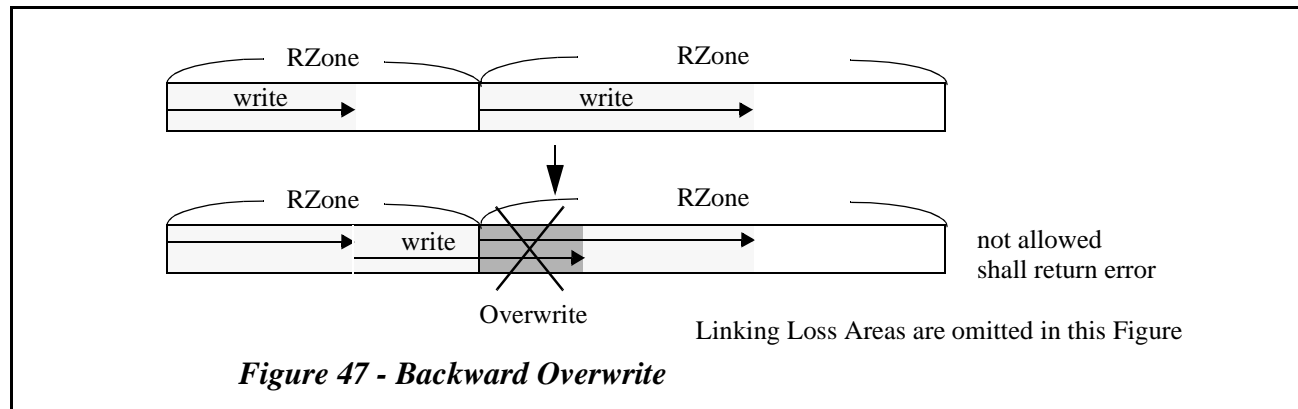 RZone RZone
write write
RZone RZone
write
not allowed
shall return error
Overwrite
Linking Loss Areas are omitted in this Figure
Figure 47 - Backward Overwrite